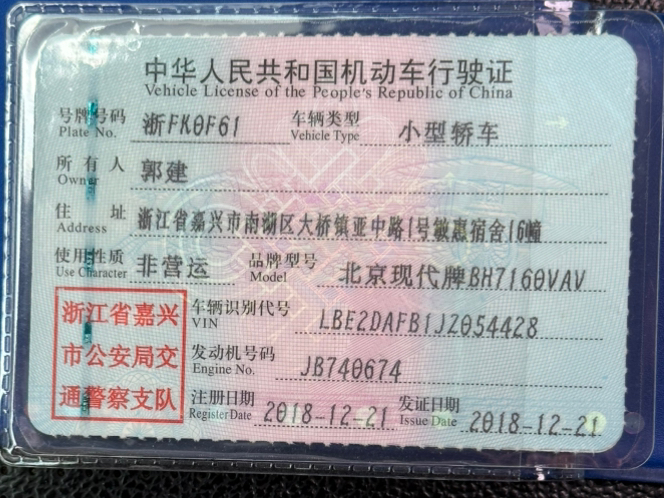 中华人民共和国机动车行驶证
Vehicle License of the People's Republic of China
号牌号码 浙FK0F61 车辆类型 小型轿车
Plate No. Vehicle Type
所有人 郭建
Owner
住址 浙江省嘉兴市南湖区大桥镇亚中路1号敏惠宿舍16幢
Address
使用性质 非营运 品牌型号 北京现代牌BH7160VAV
Use Character Model
浙江省嘉兴
市公安局交
通警察支队
车辆识别代号 LBE2DAFB1JZ054428
VIN
发动机号码 JB740674
Engine No.
注册日期 2018-12-21 发证日期 2018-12-21
Register Date Issue Date